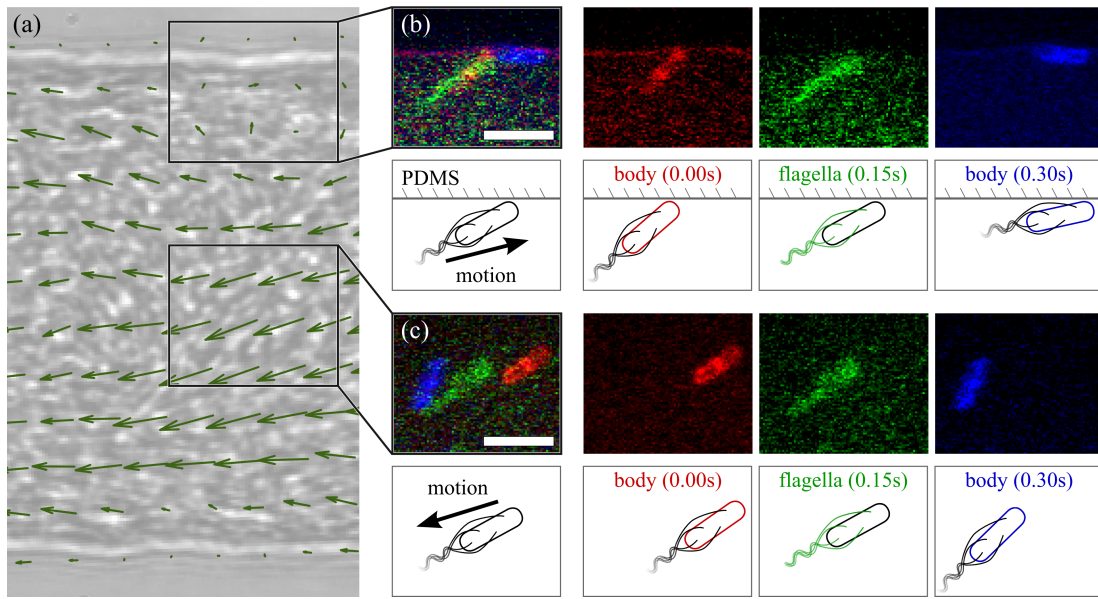 (a)
(b)
PDMS
motion
body (0.00s)
flagella (0.15s)
body (0.30s)
(c)
motion
body (0.00s)
flagella (0.15s)
body (0.30s)